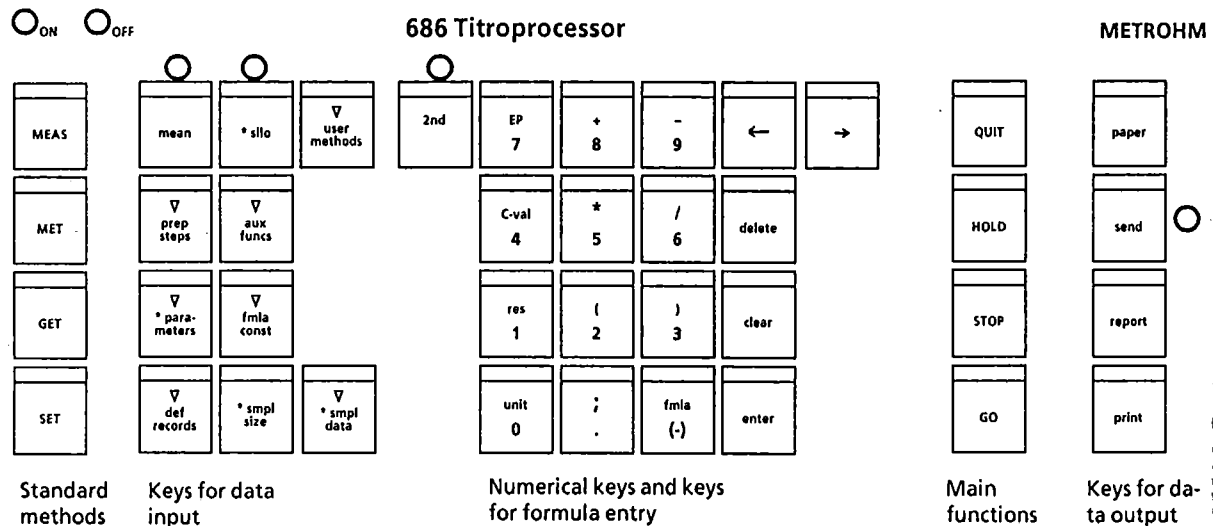 ON OFF 686 Titroprocessor METROHM
MEAS mean * sllo ∇ user methods 2nd EP 7 + 8 – 9 ← → QUIT paper
MET ∇ prep steps ∇ aux funcs C-val 4 * 5 / 6 delete HOLD send
GET ∇ * para-meters ∇ fmla const res 1 ( 2 ) 3 clear STOP report
SET ∇ def records * smpl size ∇ * smpl data unit 0 ; . fmla (-) enter GO print
Standard methods
Keys for data input
Numerical keys and keys for formula entry
Main functions
Keys for da-ta output